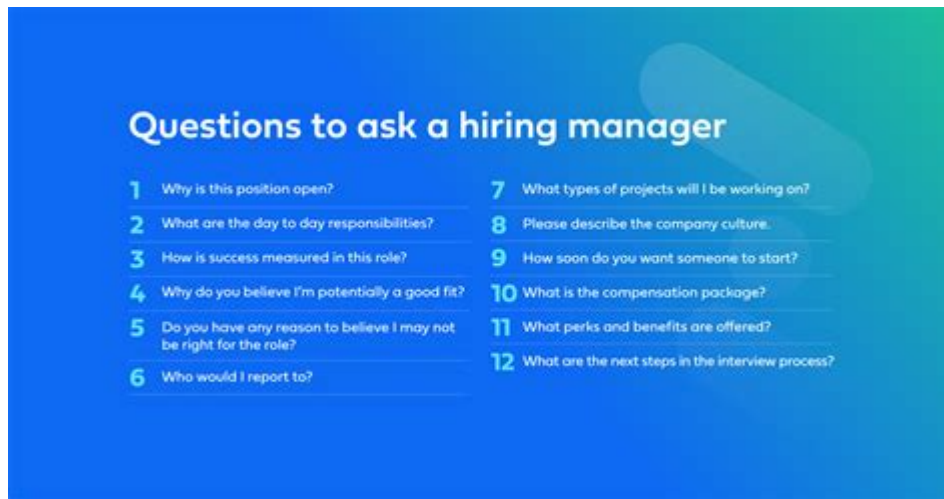 Questions to ask a hiring manager
1 Why is this position open?
2 What are the day to day responsibilities?
3 How is success measured in this role?
4 Why do you believe I'm potentially a good fit?
5 Do you have any reason to believe I may not
be right for the role?
6 Who would I report to?
7 What types of projects will I be working on?
8 Please describe the company culture.
9 How soon do you want someone to start?
10 What is the compensation package?
11 What perks and benefits are offered?
12 What are the next steps in the interview process?